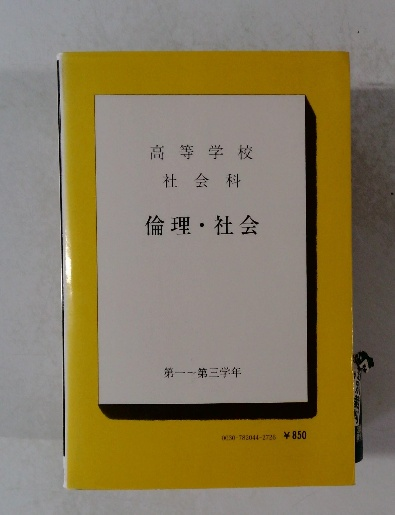 高等学校
社会科
倫理・社会
第一～第三学年
¥850